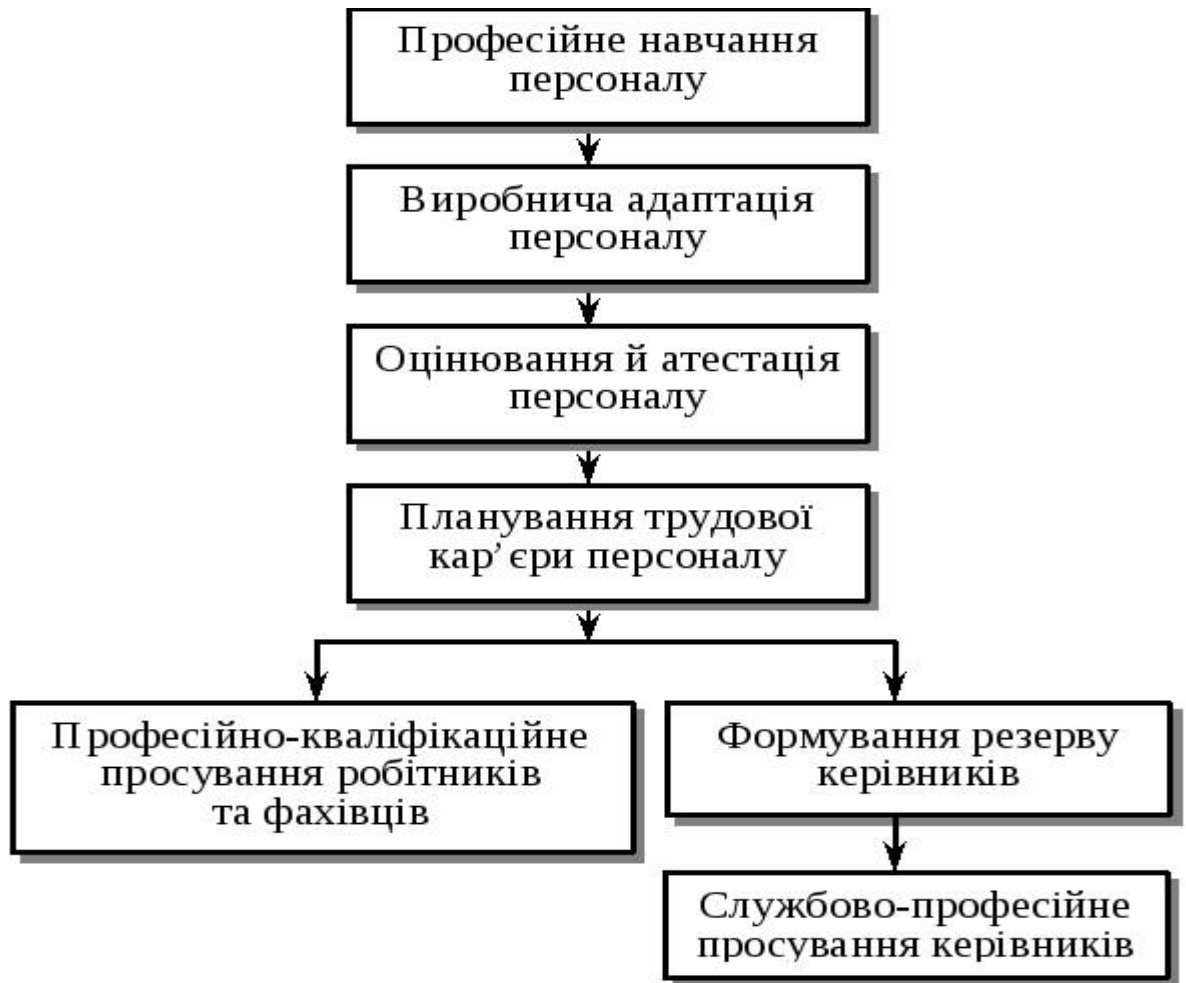 Професійне навчання
персоналу
Виробнича адаптація
персоналу
Оцінювання й атестація
персоналу
Планування трудової
кар’єри персоналу
Професійно-кваліфікаційне
просування робітників
та фахівців
Формування резерву
керівників
Службово-професійне
просування керівників